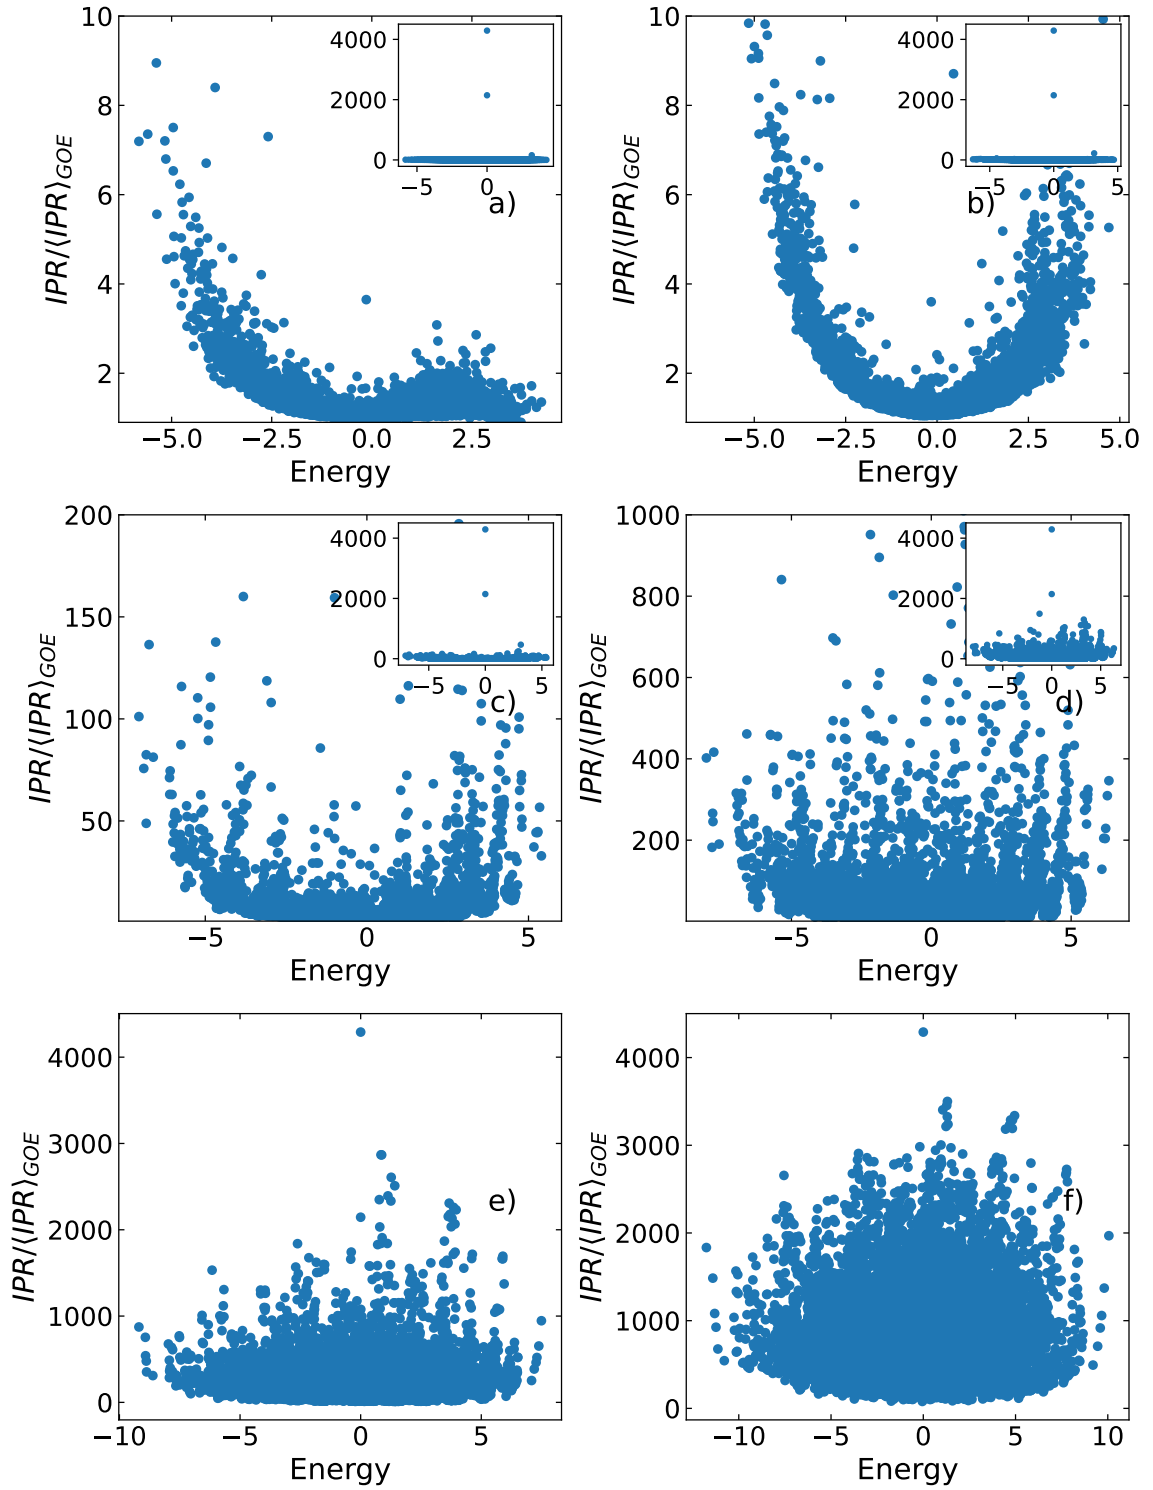 10
8
6
4
2
IPR/⟨IPR⟩GOE
−5.0 −2.5 0.0 2.5
Energy
4000
2000
0
−5 0
a)
10
8
6
4
2
IPR/⟨IPR⟩GOE
−5.0 −2.5 0.0 2.5 5.0
Energy
4000
2000
0
−5 0 5
b)
200
150
100
50
IPR/⟨IPR⟩GOE
−5 0 5
Energy
4000
2000
0
−5 0 5
c)
1000
800
600
400
200
IPR/⟨IPR⟩GOE
−5 0 5
Energy
4000
2000
0
−5 0 5
d)
4000
3000
2000
1000
0
IPR/⟨IPR⟩GOE
−10 −5 0 5
Energy
e)
4000
3000
2000
1000
0
IPR/⟨IPR⟩GOE
−10 −5 0 5 10
Energy
f)